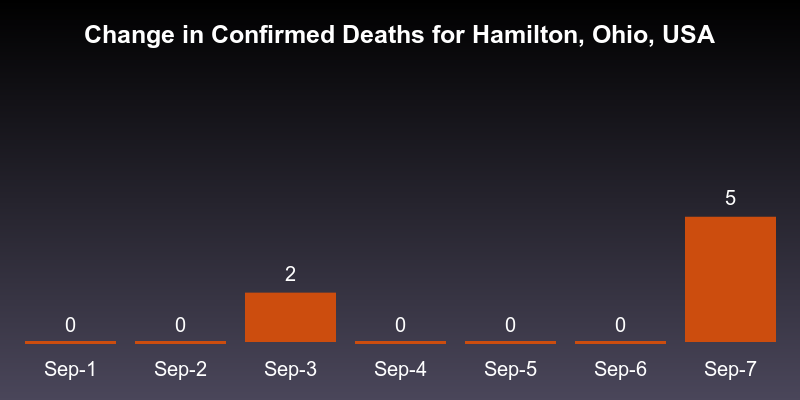 Change in Confirmed Deaths for Hamilton, Ohio, USA
5
2
0 0 0 0 0
Sep-1 Sep-2 Sep-3 Sep-4 Sep-5 Sep-6 Sep-7